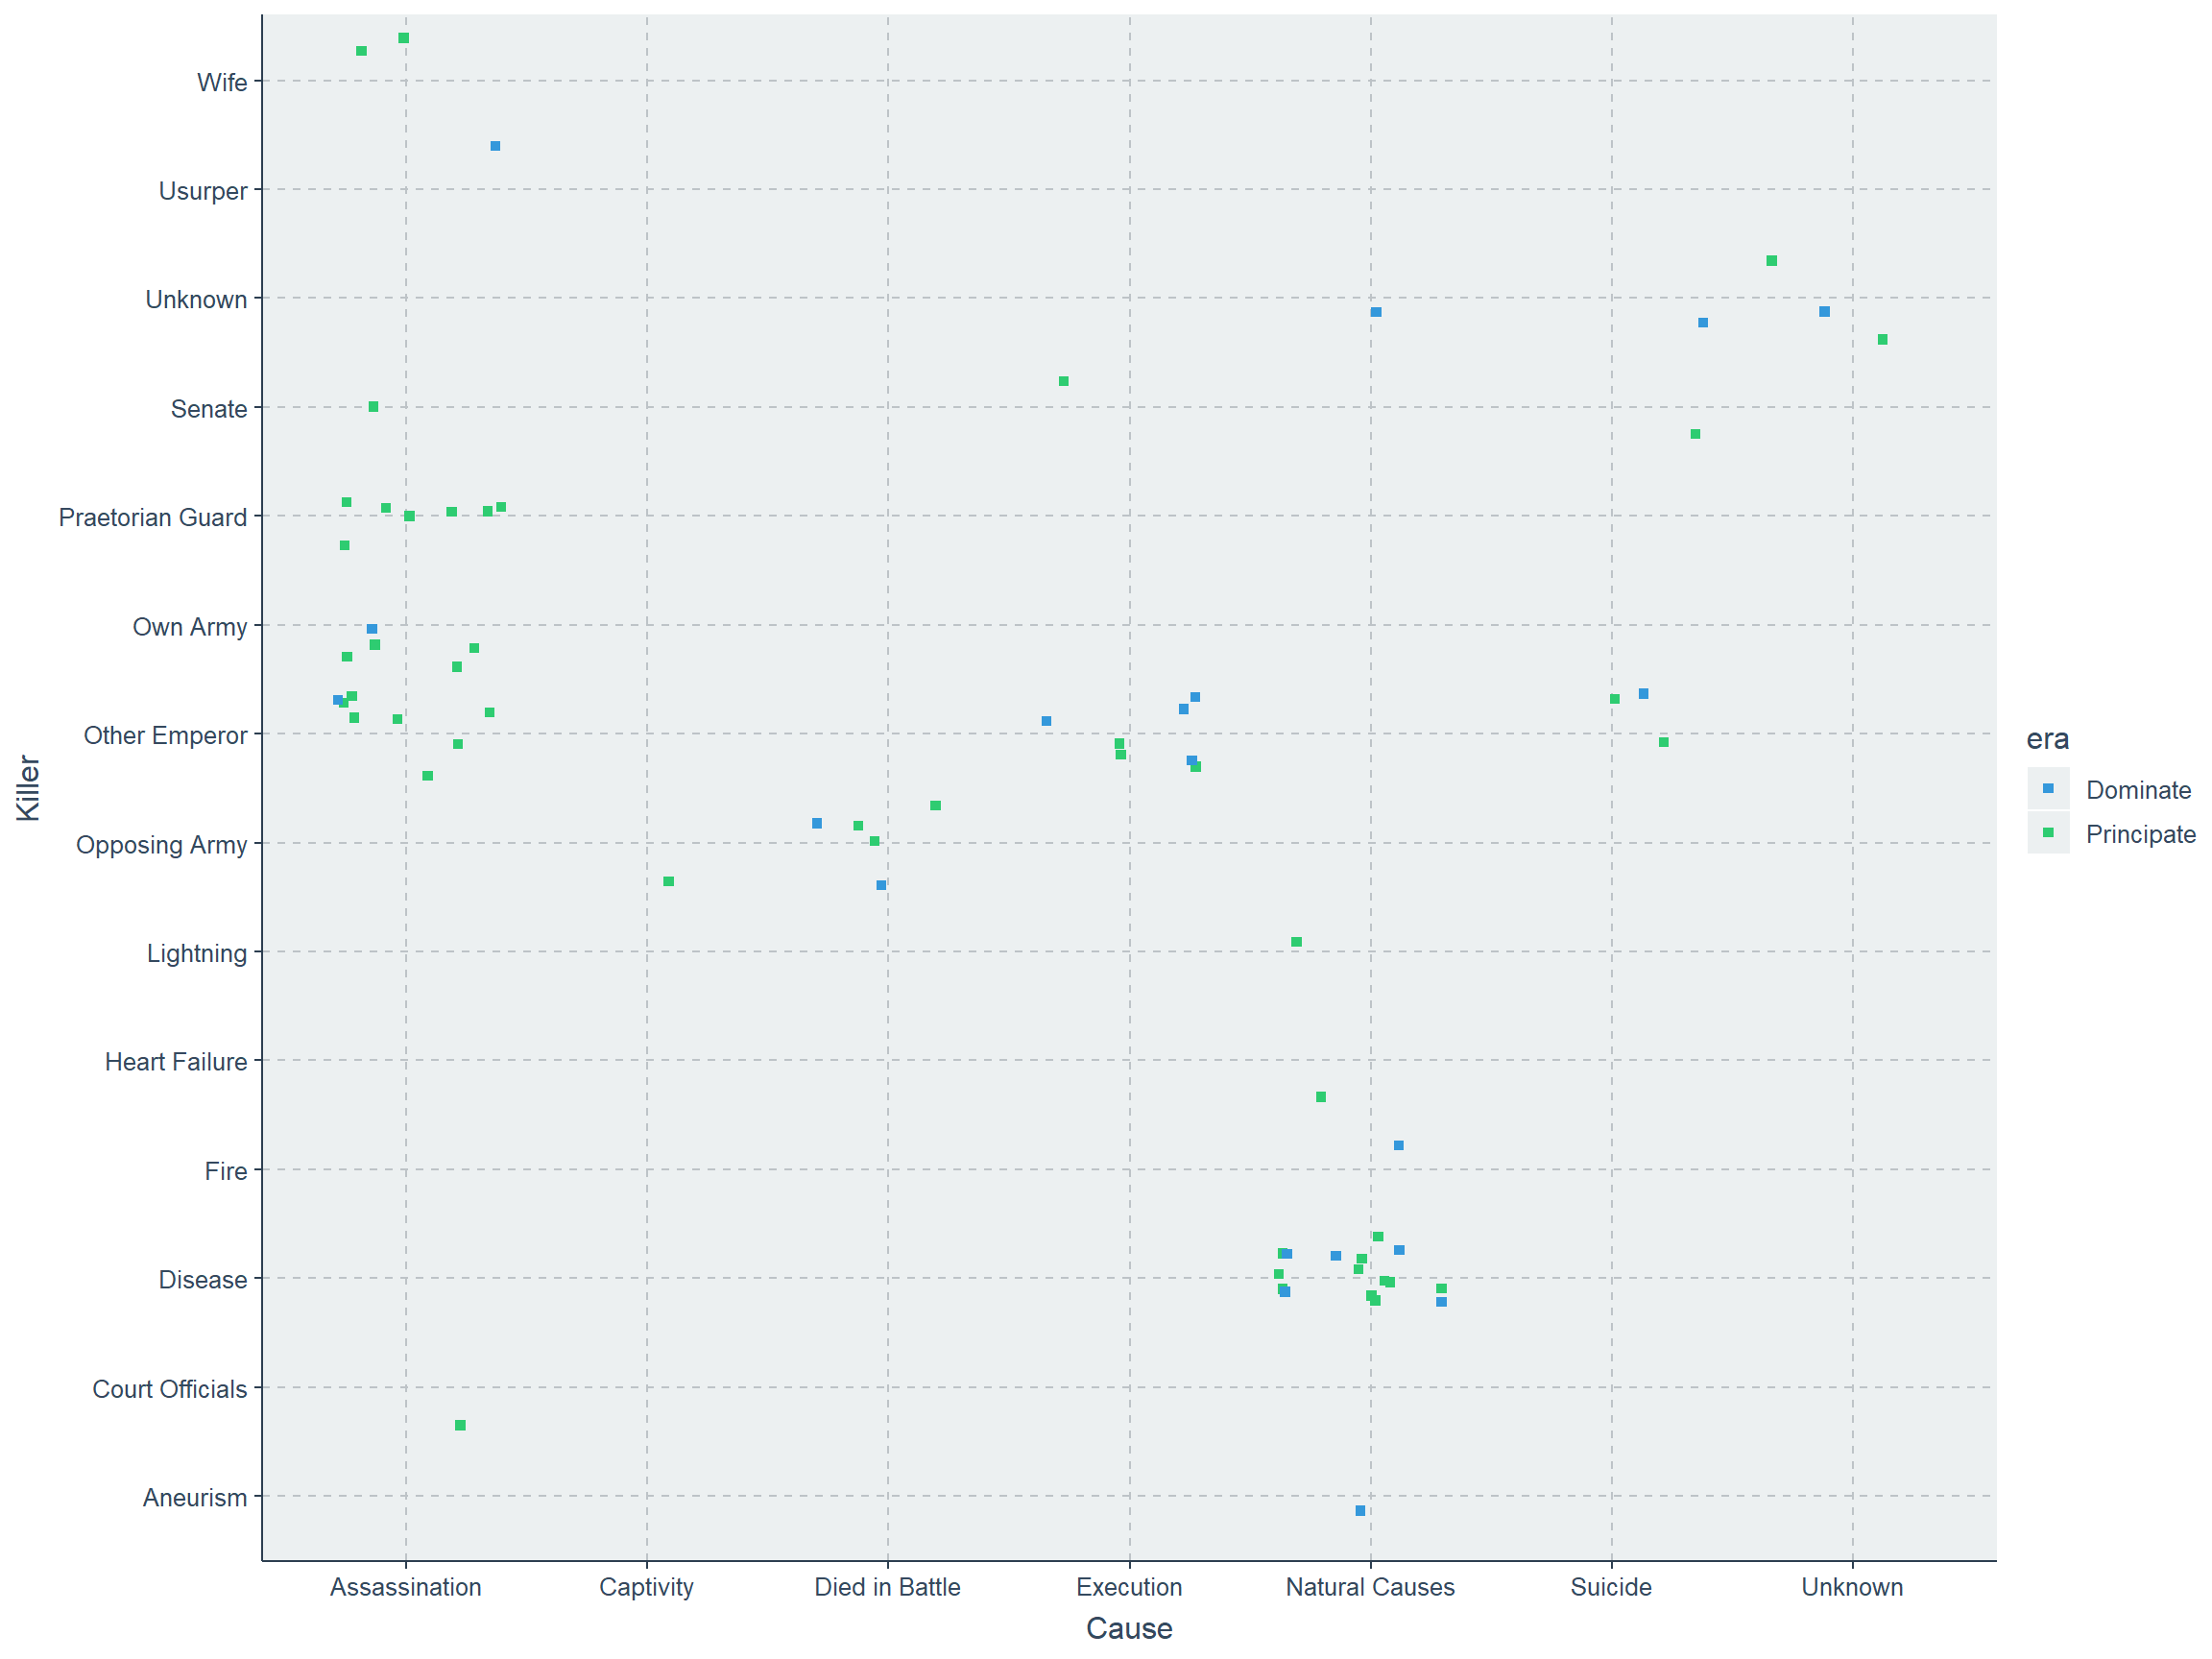 Wife
Usurper
Unknown
Senate
Praetorian Guard
Own Army
Other Emperor
Opposing Army
Lightning
Heart Failure
Fire
Disease
Court Officials
Aneurism
Killer
Assassination
Captivity
Died in Battle
Execution
Natural Causes
Suicide
Unknown
Cause
era
Dominate
Principate